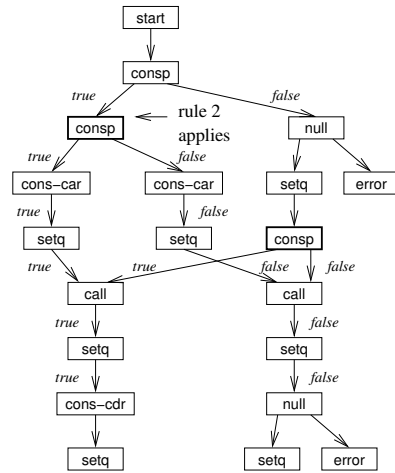 start
consp
true
false
consp
rule 2
applies
null
true
false
cons-car
cons-car
setq
error
true
false
setq
setq
consp
true
true
false
false
call
call
true
false
setq
setq
true
false
cons-cdr
null
setq
setq
error